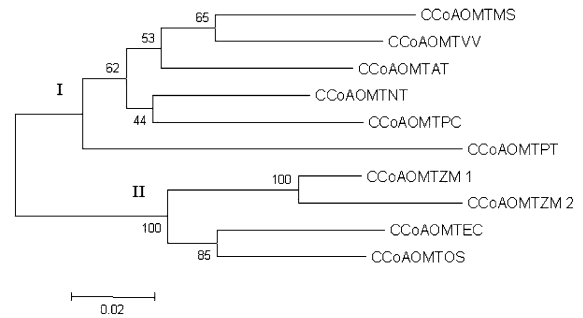 CCoAOMTMS
65
CCoAOMTVV
53
CCoAOMTAT
62
I
CCoAOMTNT
44
CCoAOMTPC
CCoAOMTPT
CCoAOMTZM 1
100
II
CCoAOMTZM 2
100
CCoAOMTEC
85
CCoAOMTOS
0.02